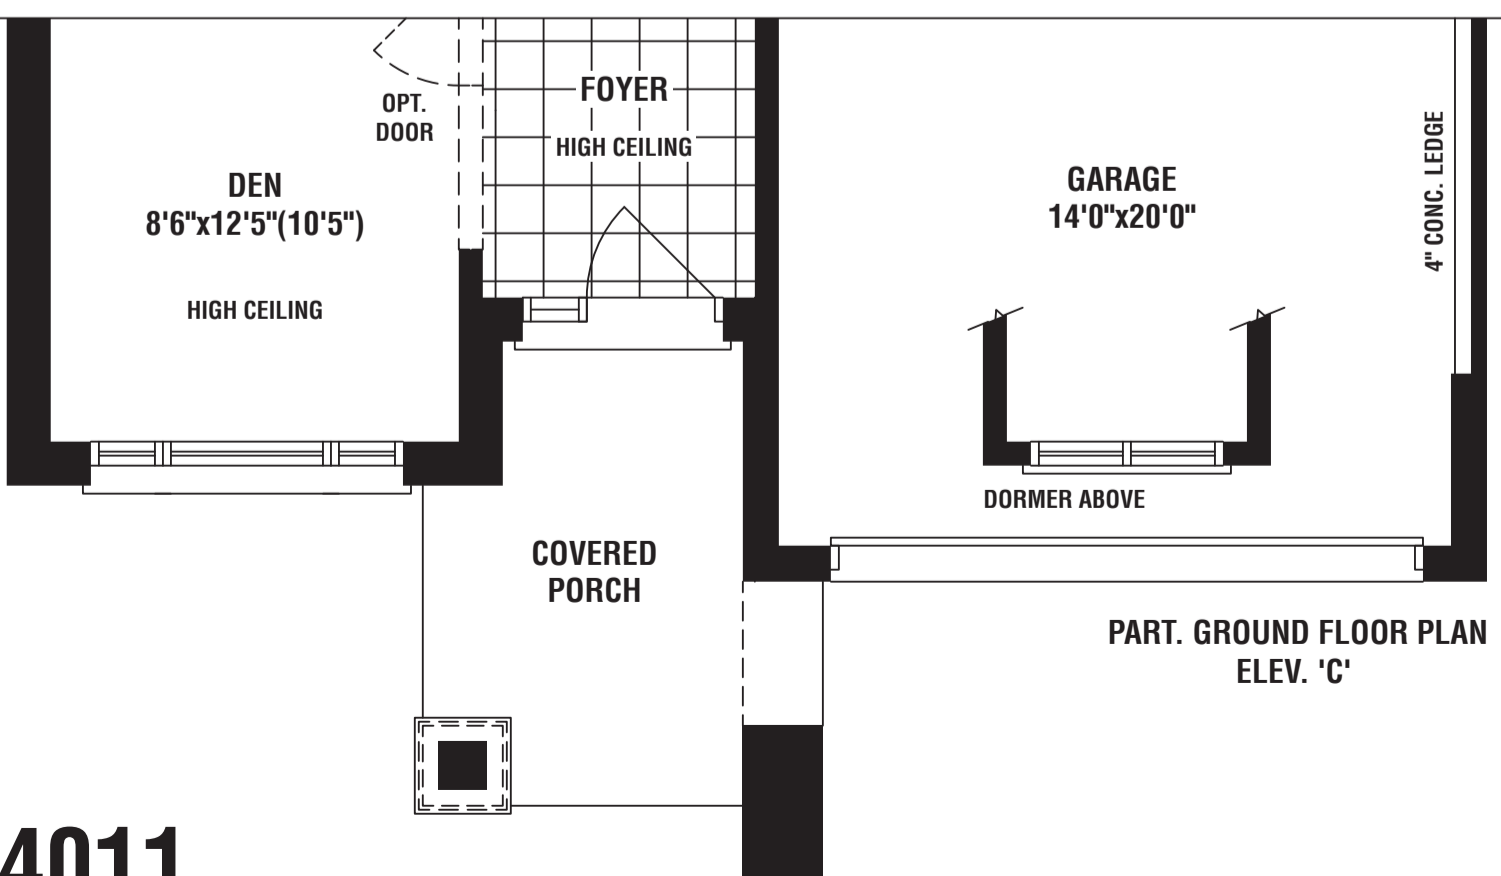 OPT.
DOOR
FOYER
HIGH CEILING
DEN
8'6"x12'5"(10'5")
HIGH CEILING
GARAGE
14'0"x20'0"
4" CONC. LEDGE
DORMER ABOVE
COVERED
PORCH
PART. GROUND FLOOR PLAN
ELEV. 'C'
4011